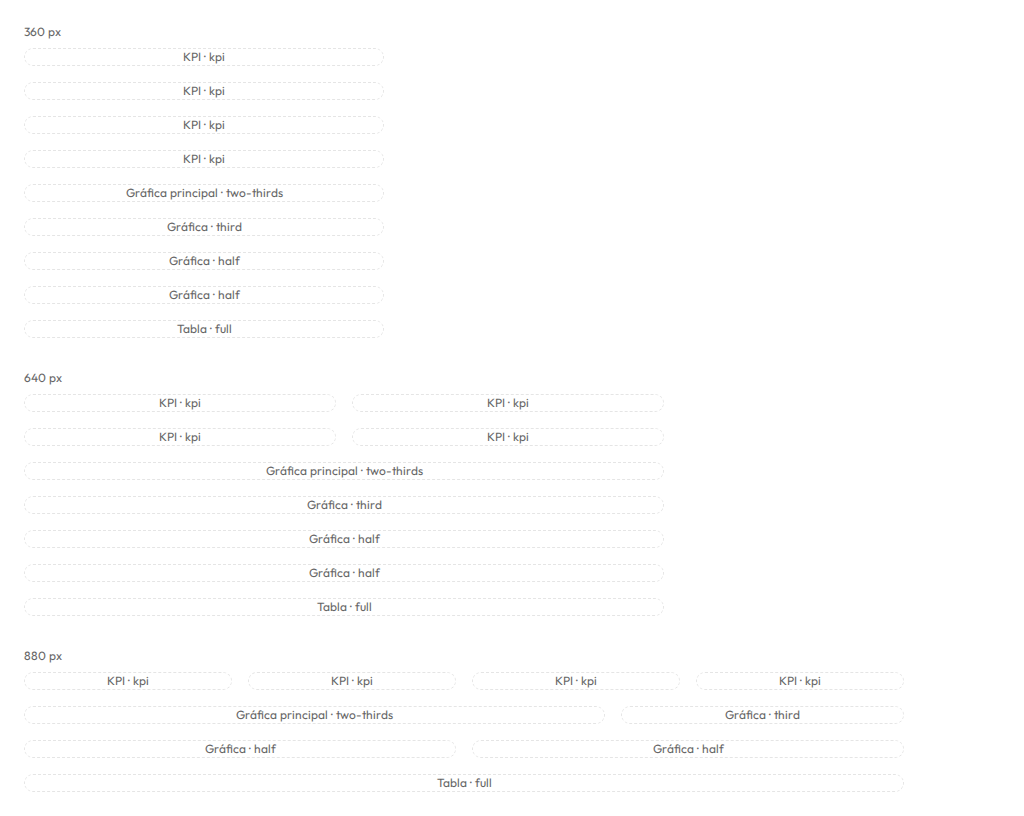 360 px
KPI · kpi
KPI · kpi
KPI · kpi
KPI · kpi
Gráfica principal · two-thirds
Gráfica · third
Gráfica · half
Gráfica · half
Tabla · full
640 px
KPI · kpi KPI · kpi
KPI · kpi KPI · kpi
Gráfica principal · two-thirds
Gráfica · third
Gráfica · half
Gráfica · half
Tabla · full
880 px
KPI · kpi KPI · kpi KPI · kpi KPI · kpi
Gráfica principal · two-thirds Gráfica · third
Gráfica · half Gráfica · half
Tabla · full